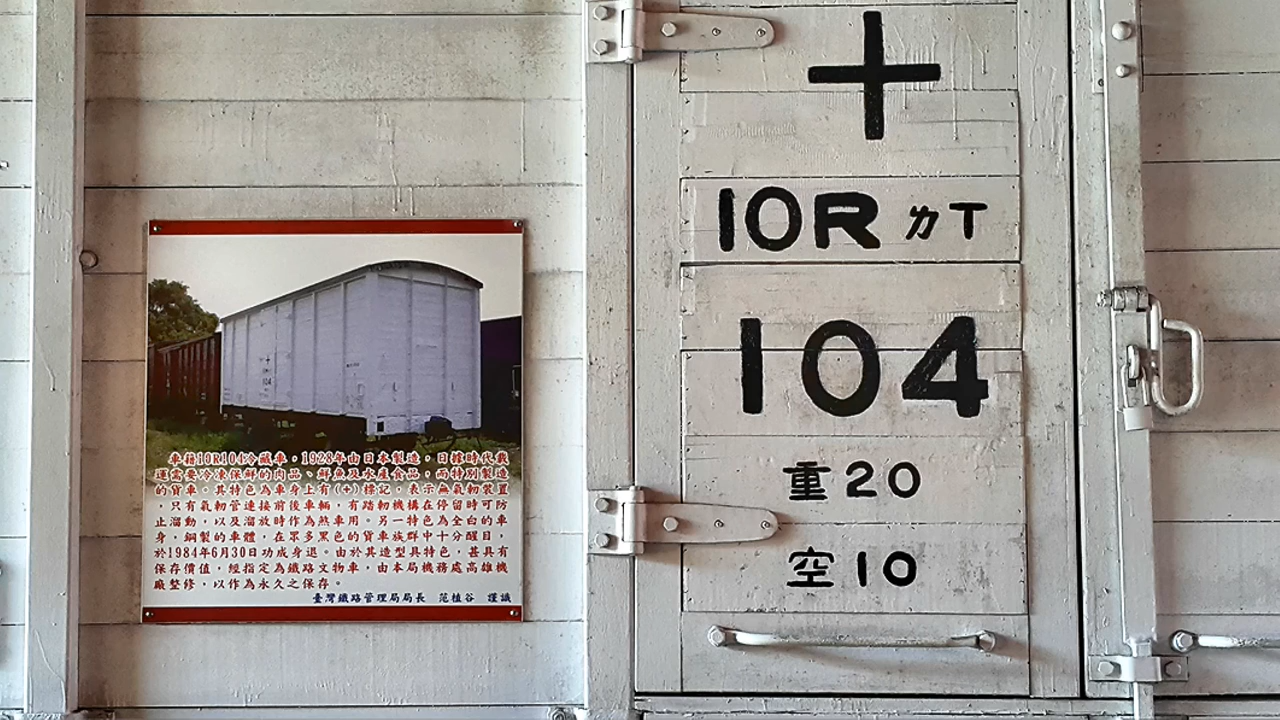 車籍10R104冷藏車,1928年由日本製造,日據時代載
運需要冷凍保鮮的肉品、鮮魚及水產食品,而特別製造
的貨車。其特色為車身上有(+)標記,表示無氣軔裝置
,只有氣軔管連接前後車輛,有踏軔機構在停留時可防
止溜動,以及溜放時作為煞車用。另一特色為全白的車
身,鋼製的車體,在眾多黑色的貨車族群中十分醒目,
於1984年6月30日功成身退。由於其造型具特色,甚具有
保存價值,經指定為鐵路文物車,由本局機務處高雄機
廠整修,以作為永久之保存。
臺灣鐵路管理局局長 范植谷 謹識
+
10R カT
104
重20
空10